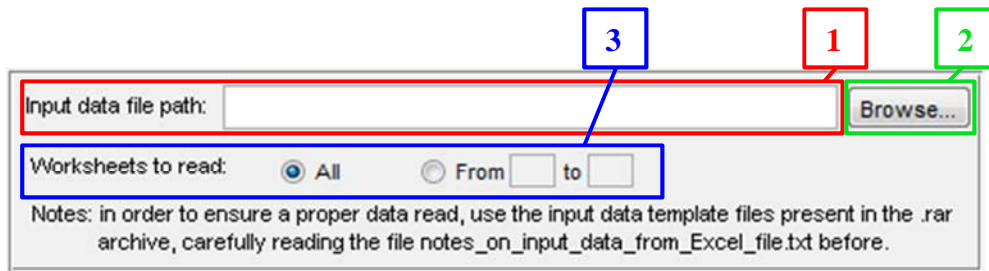 3 1 2
Input data file path: Browse...
Worksheets to read: All From to
Notes: in order to ensure a proper data read, use the input data template files present in the .rar
archive, carefully reading the file notes_on_input_data_from_Excel_file.txt before.